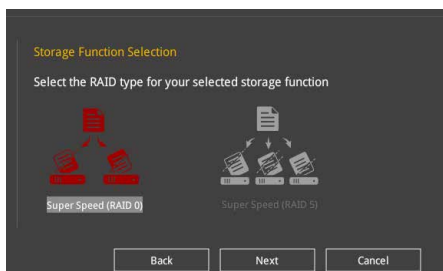 Storage Function Selection
Select the RAID type for your selected storage function
Super Speed (RAID 0)
Super Speed (RAID 5)
Back
Next
Cancel